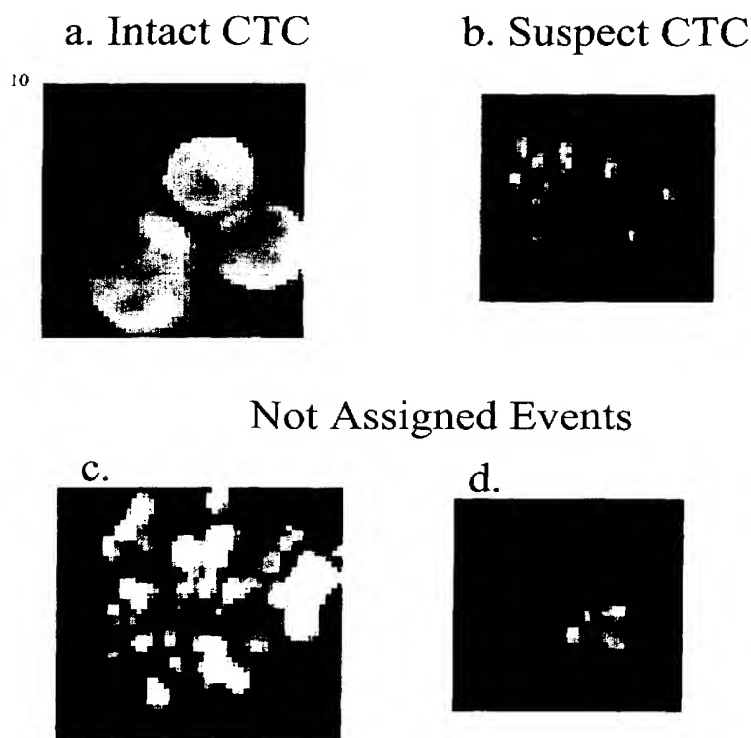 a. Intact CTC
b. Suspect CTC
10
Not Assigned Events
c.
d.